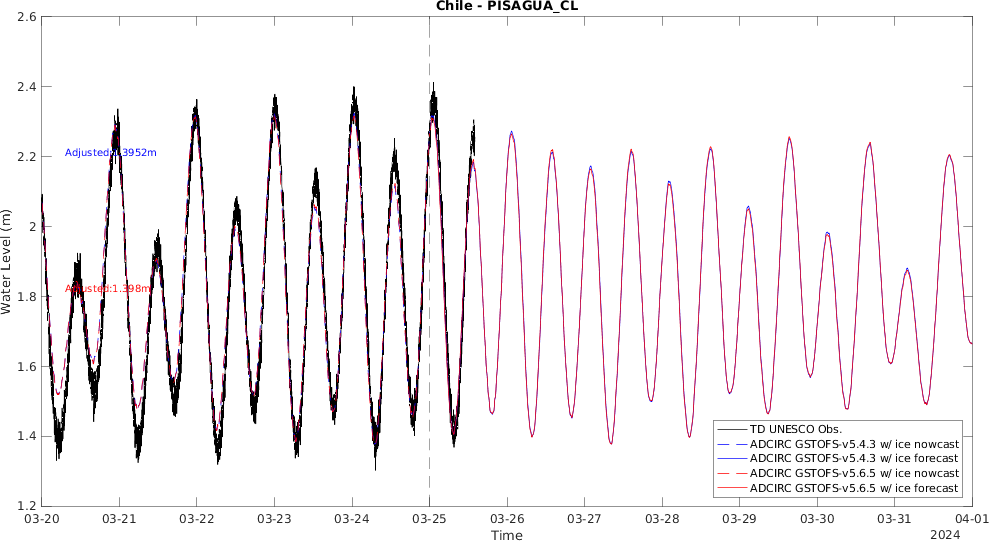 Chile - PISAGUA_CL
2.6
2.4
2.2
2
1.8
1.6
1.4
1.2
Water Level (m)
Adjusted:1.3952m
Adjusted:1.398m
TD UNESCO Obs.
ADCIRC GSTOFS-v5.4.3 w/ ice nowcast
ADCIRC GSTOFS-v5.4.3 w/ ice forecast
ADCIRC GSTOFS-v5.6.5 w/ ice nowcast
ADCIRC GSTOFS-v5.6.5 w/ ice forecast
03-20 03-21 03-22 03-23 03-24 03-25 03-26 03-27 03-28 03-29 03-30 03-31 04-01
Time
2024